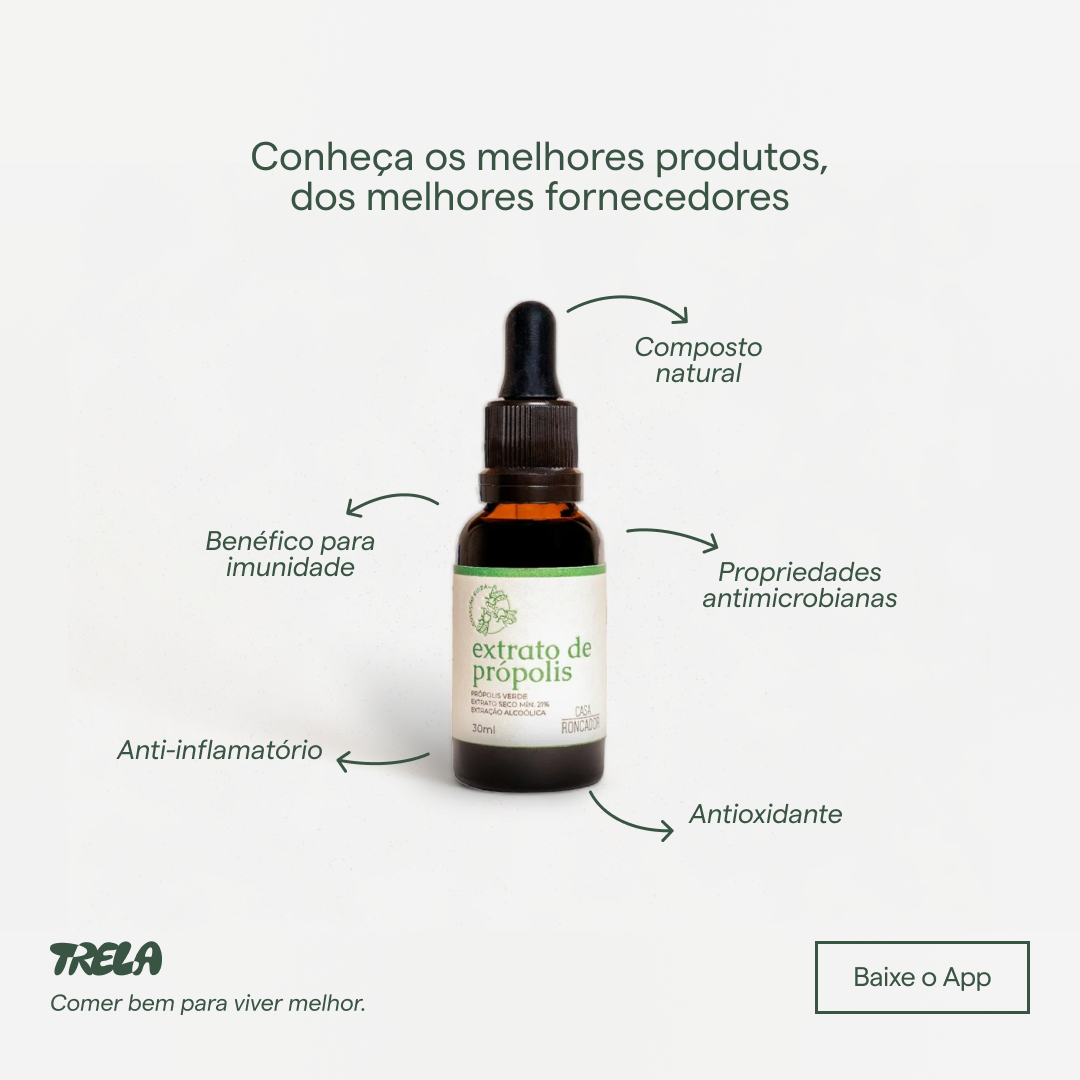 Conheça os melhores produtos,
dos melhores fornecedores
Composto
natural
Benéfico para
imunidade
Propriedades
antimicrobianas
extrato de
própolis
PRÓPOLIS VERDE
EXTRATO SECO MÍN. 21%
EXTRAÇÃO ALCOÓLICA
30ml
CASA
RONCADOR
Anti-inflamatório
Antioxidante
TRELA
Comer bem para viver melhor.
Baixe o App